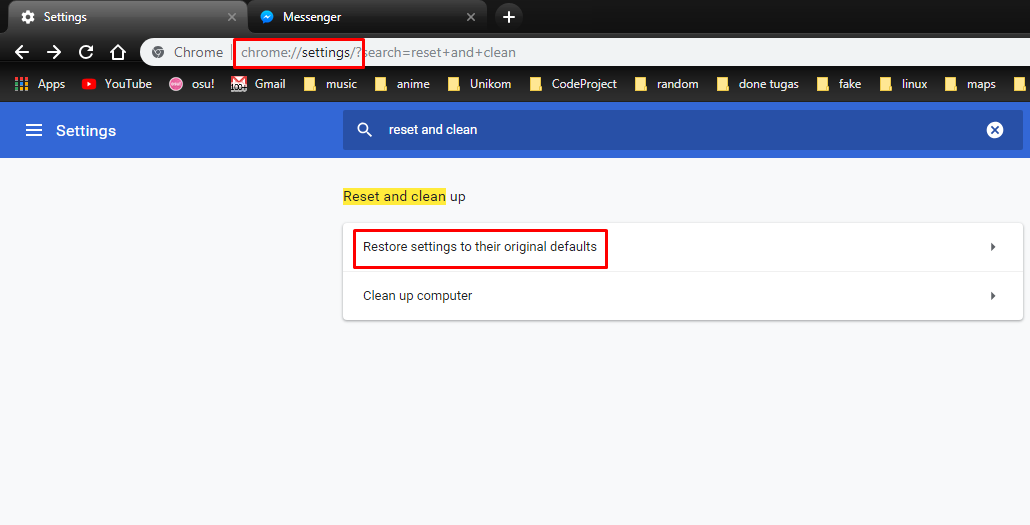 Settings
Messenger
Chrome | chrome://settings/?search=reset+and+clean
Apps YouTube osu! Gmail music anime Unikom CodeProject random done tugas fake linux maps
Settings
reset and clean
Reset and clean up
Restore settings to their original defaults
Clean up computer